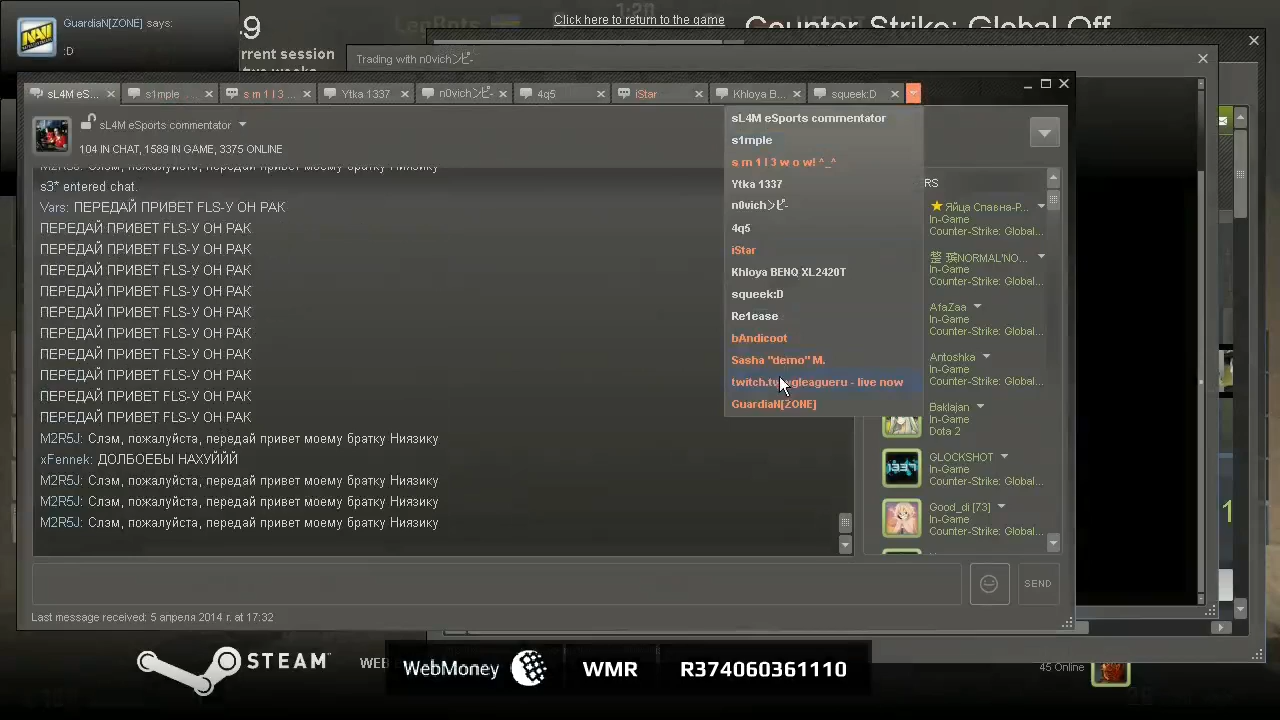 GuardiaN[ZONE] says:
:D
rrent session
Click here to return to the game
Counter Strike: Global Off
Trading with n0vichンピ-
sL4M eS...
s1mple
s m 1 l 3 ...
Ytka 1337
n0vichンピ-
4q5
iStar
Khloya B...
squeek:D
sL4M eSports commentator
104 IN CHAT, 1589 IN GAME, 3375 ONLINE
s3* entered chat.
Vars: ПЕРЕДАЙ ПРИВЕТ FLS-У ОН РАК
ПЕРЕДАЙ ПРИВЕТ FLS-У ОН РАК
ПЕРЕДАЙ ПРИВЕТ FLS-У ОН РАК
ПЕРЕДАЙ ПРИВЕТ FLS-У ОН РАК
ПЕРЕДАЙ ПРИВЕТ FLS-У ОН РАК
ПЕРЕДАЙ ПРИВЕТ FLS-У ОН РАК
ПЕРЕДАЙ ПРИВЕТ FLS-У ОН РАК
ПЕРЕДАЙ ПРИВЕТ FLS-У ОН РАК
ПЕРЕДАЙ ПРИВЕТ FLS-У ОН РАК
ПЕРЕДАЙ ПРИВЕТ FLS-У ОН РАК
ПЕРЕДАЙ ПРИВЕТ FLS-У ОН РАК
M2R5J: Слэм, пожалуйста, передай привет моему братку Ниязику
xFennek: ДОЛБОЕБЫ НАХУЙЙЙ
M2R5J: Слэм, пожалуйста, передай привет моему братку Ниязику
M2R5J: Слэм, пожалуйста, передай привет моему братку Ниязику
M2R5J: Слэм, пожалуйста, передай привет моему братку Ниязику
sL4M eSports commentator
s1mple
s m 1 l 3 w o w! ^_^
Ytka 1337
n0vichンピ-
4q5
iStar
Khloya BENQ XL2420T
squeek:D
Re1ease
bAndicoot
Sasha "demo" M.
gleagueru - live now
GuardiaN[ZONE]
RS
Яйца Спавна-P...
In-Game
Counter-Strike: Global...
NORMAL'NO...
In-Game
Counter-Strike: Global...
AfaZaa
In-Game
Counter-Strike: Global...
Antoshka
In-Game
Counter-Strike: Global...
Baklajan
In-Game
Dota 2
GLOCKSHOT
In-Game
Counter-Strike: Global...
Good_di [73]
In-Game
Counter-Strike: Global...
SEND
Last message received: 5 апреля 2014 г. at 17:32
STEAM
WEB
WebMoney
WMR
R374060361110
45 Online
1